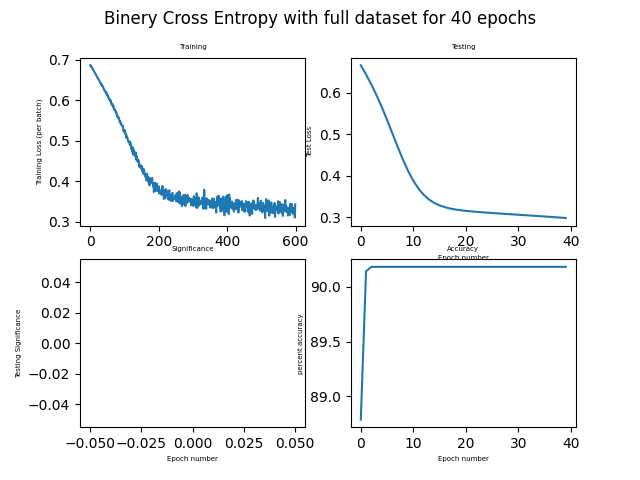 Binery Cross Entropy with full dataset for 40 epochs
Training
Testing
Training Loss (per batch)
0.7
0.6
0.5
0.4
0.3
0 200 400 600
Test Loss
0.6
0.5
0.4
0.3
0 10 20 30 40
Epoch number
Significance
Accuracy
Testing Significance
0.04
0.02
0.00
−0.02
−0.04
−0.050 −0.025 0.000 0.025 0.050
Epoch number
percent accuracy
90.0
89.5
89.0
0 10 20 30 40
Epoch number